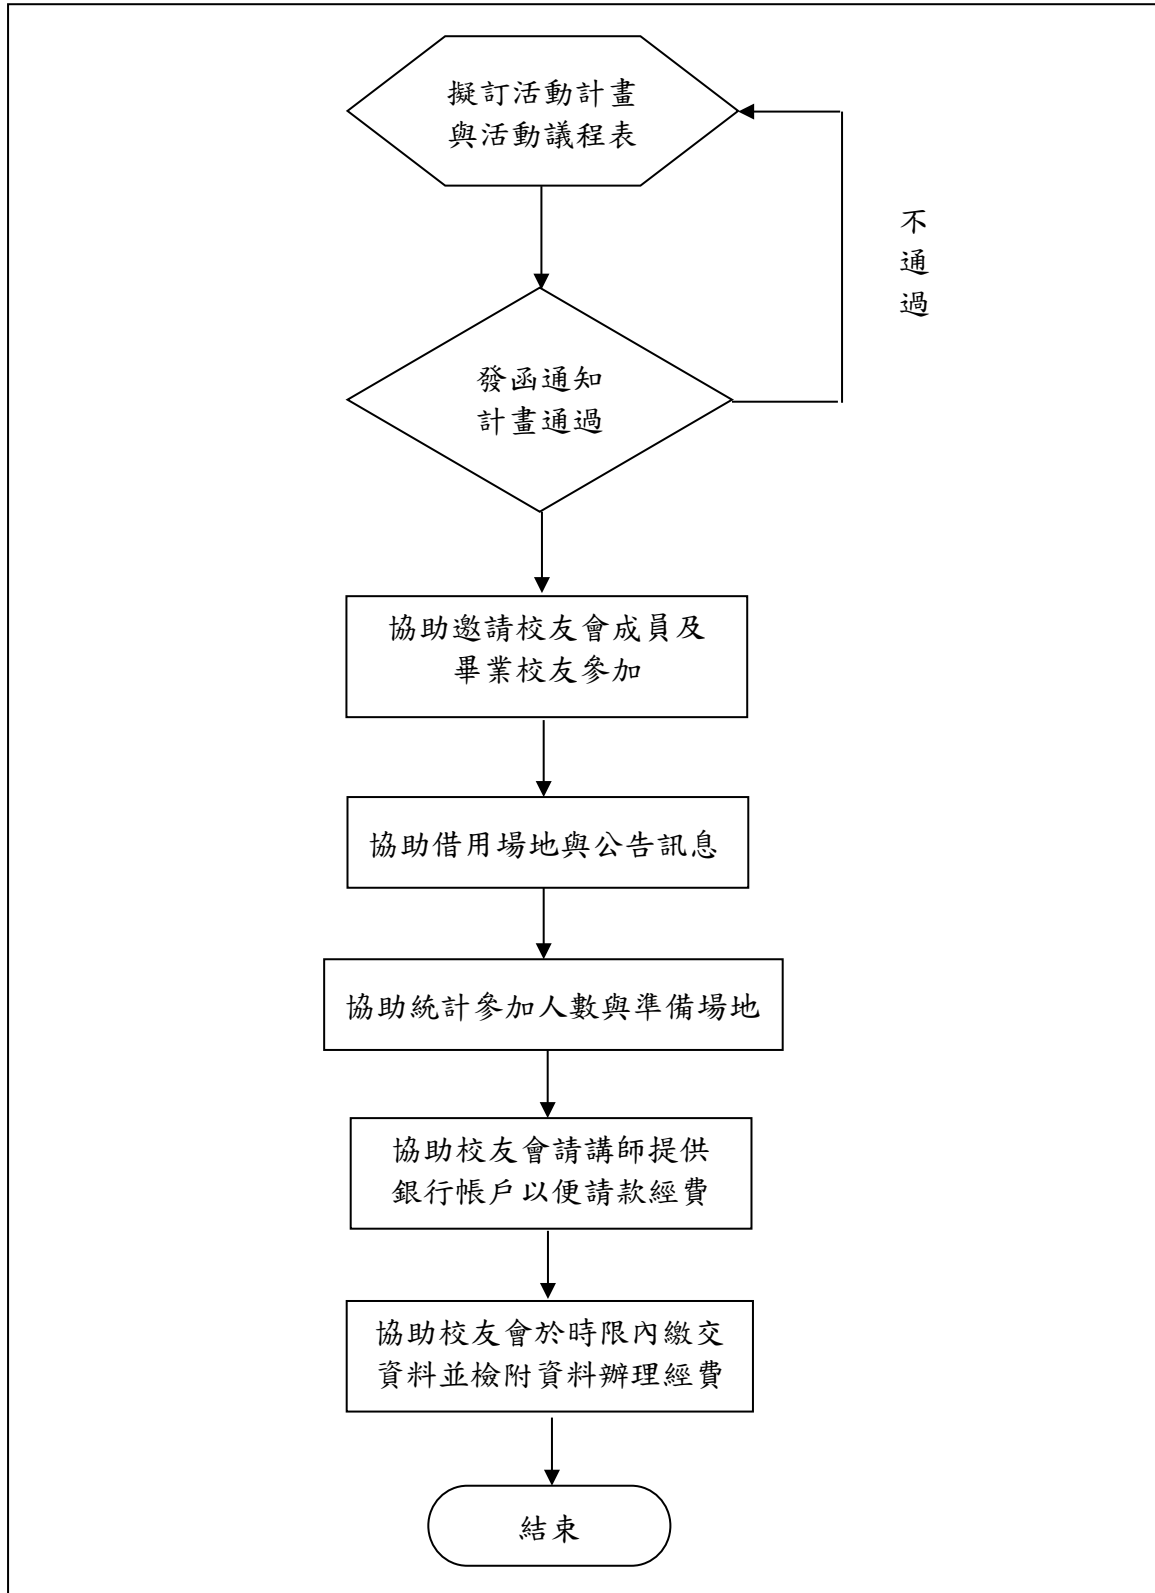 擬訂活動計畫
與活動議程表
不
通
過
發函通知
計畫通過
協助邀請校友會成員及
畢業校友參加
協助借用場地與公告訊息
協助統計參加人數與準備場地
協助校友會請講師提供
銀行帳戶以便請款經費
協助校友會於時限內繳交
資料並檢附資料辦理經費
結束